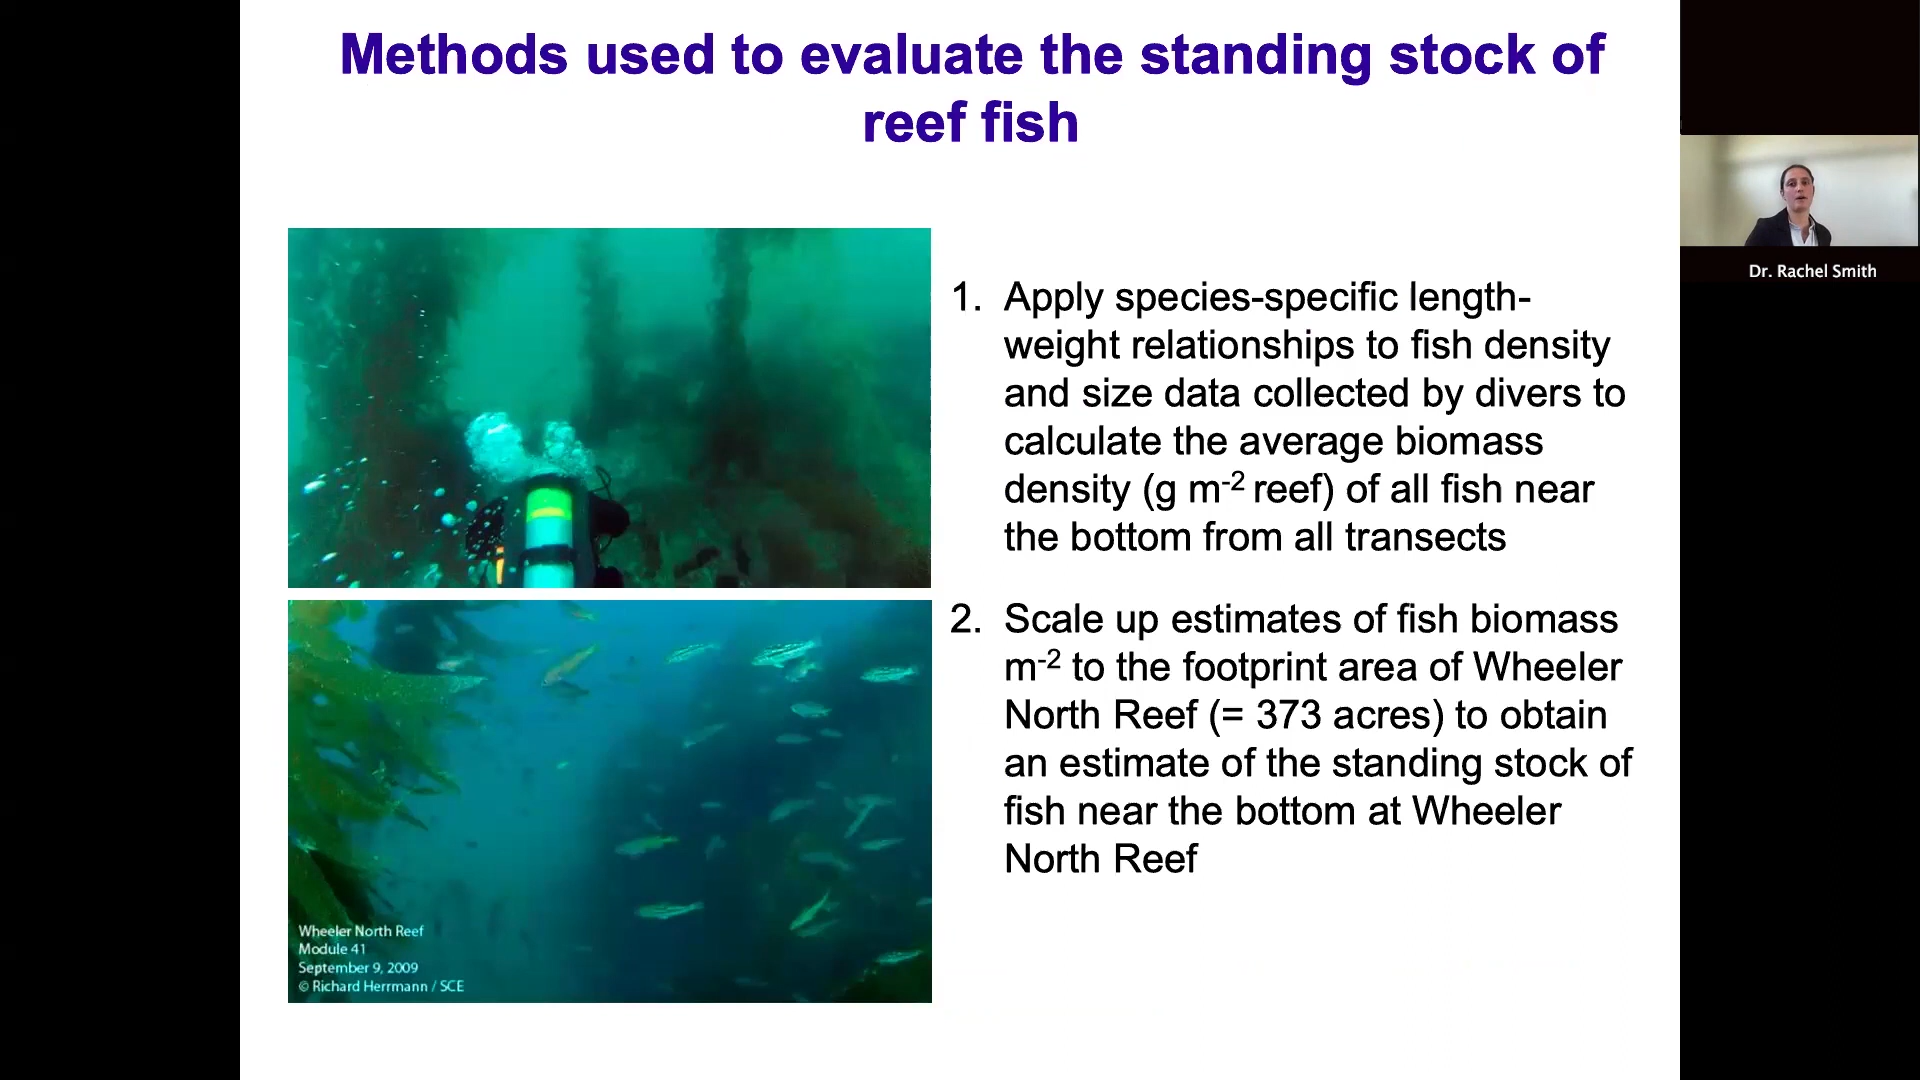 Methods used to evaluate the standing stock of
reef fish
1. Apply species-specific length-
weight relationships to fish density
and size data collected by divers to
calculate the average biomass
density (g m⁻² reef) of all fish near
the bottom from all transects
2. Scale up estimates of fish biomass
m⁻² to the footprint area of Wheeler
North Reef (= 373 acres) to obtain
an estimate of the standing stock of
fish near the bottom at Wheeler
North Reef
Wheeler North Reef
Module 41
September 9, 2009
© Richard Herrmann / SCE
Dr. Rachel Smith